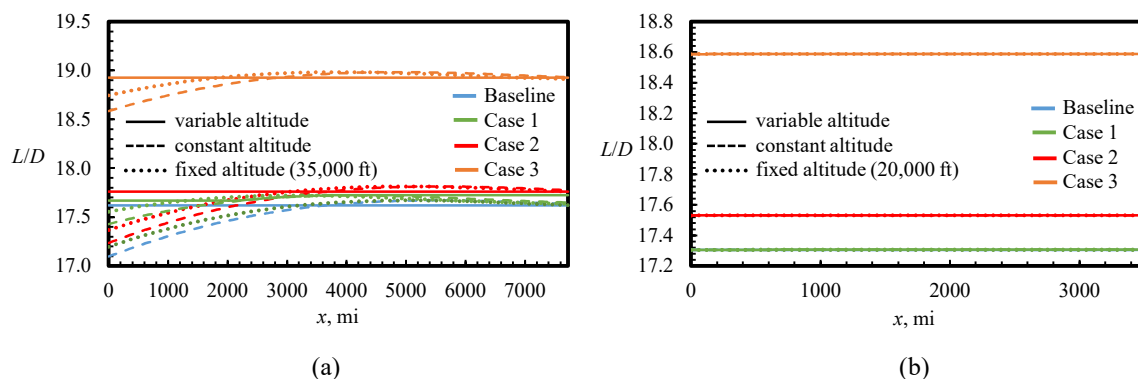 19.5
19.0
18.5
L/D
18.0
17.5
17.0
variable altitude
constant altitude
fixed altitude (35,000 ft)
Baseline
Case 1
Case 2
Case 3
0 1000 2000 3000 4000 5000 6000 7000
x, mi
(a)
18.8
18.6
18.4
18.2
L/D
18.0
17.8
17.6
17.4
17.2
variable altitude
constant altitude
fixed altitude (20,000 ft)
Baseline
Case 1
Case 2
Case 3
0 1000 2000 3000
x, mi
(b)